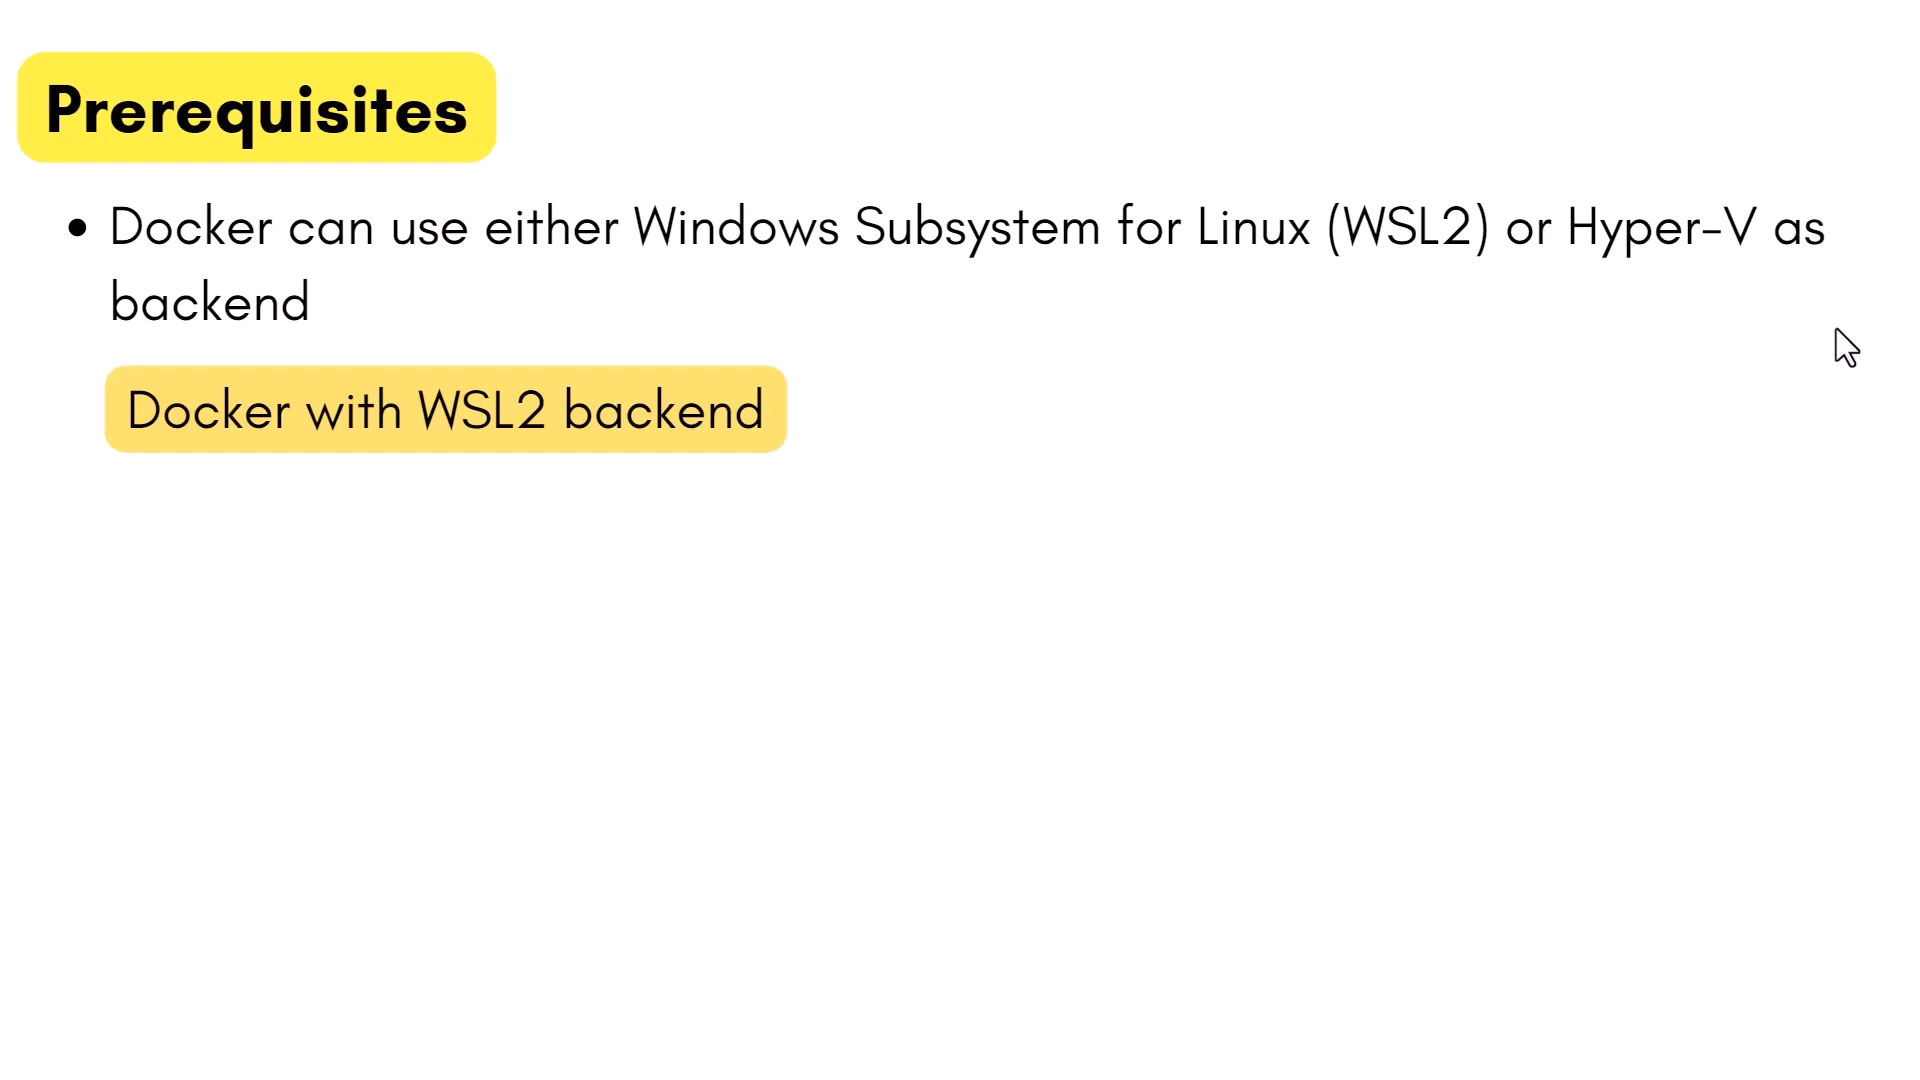 Prerequisites
• Docker can use either Windows Subsystem for Linux (WSL2) or Hyper-V as
backend
Docker with WSL2 backend